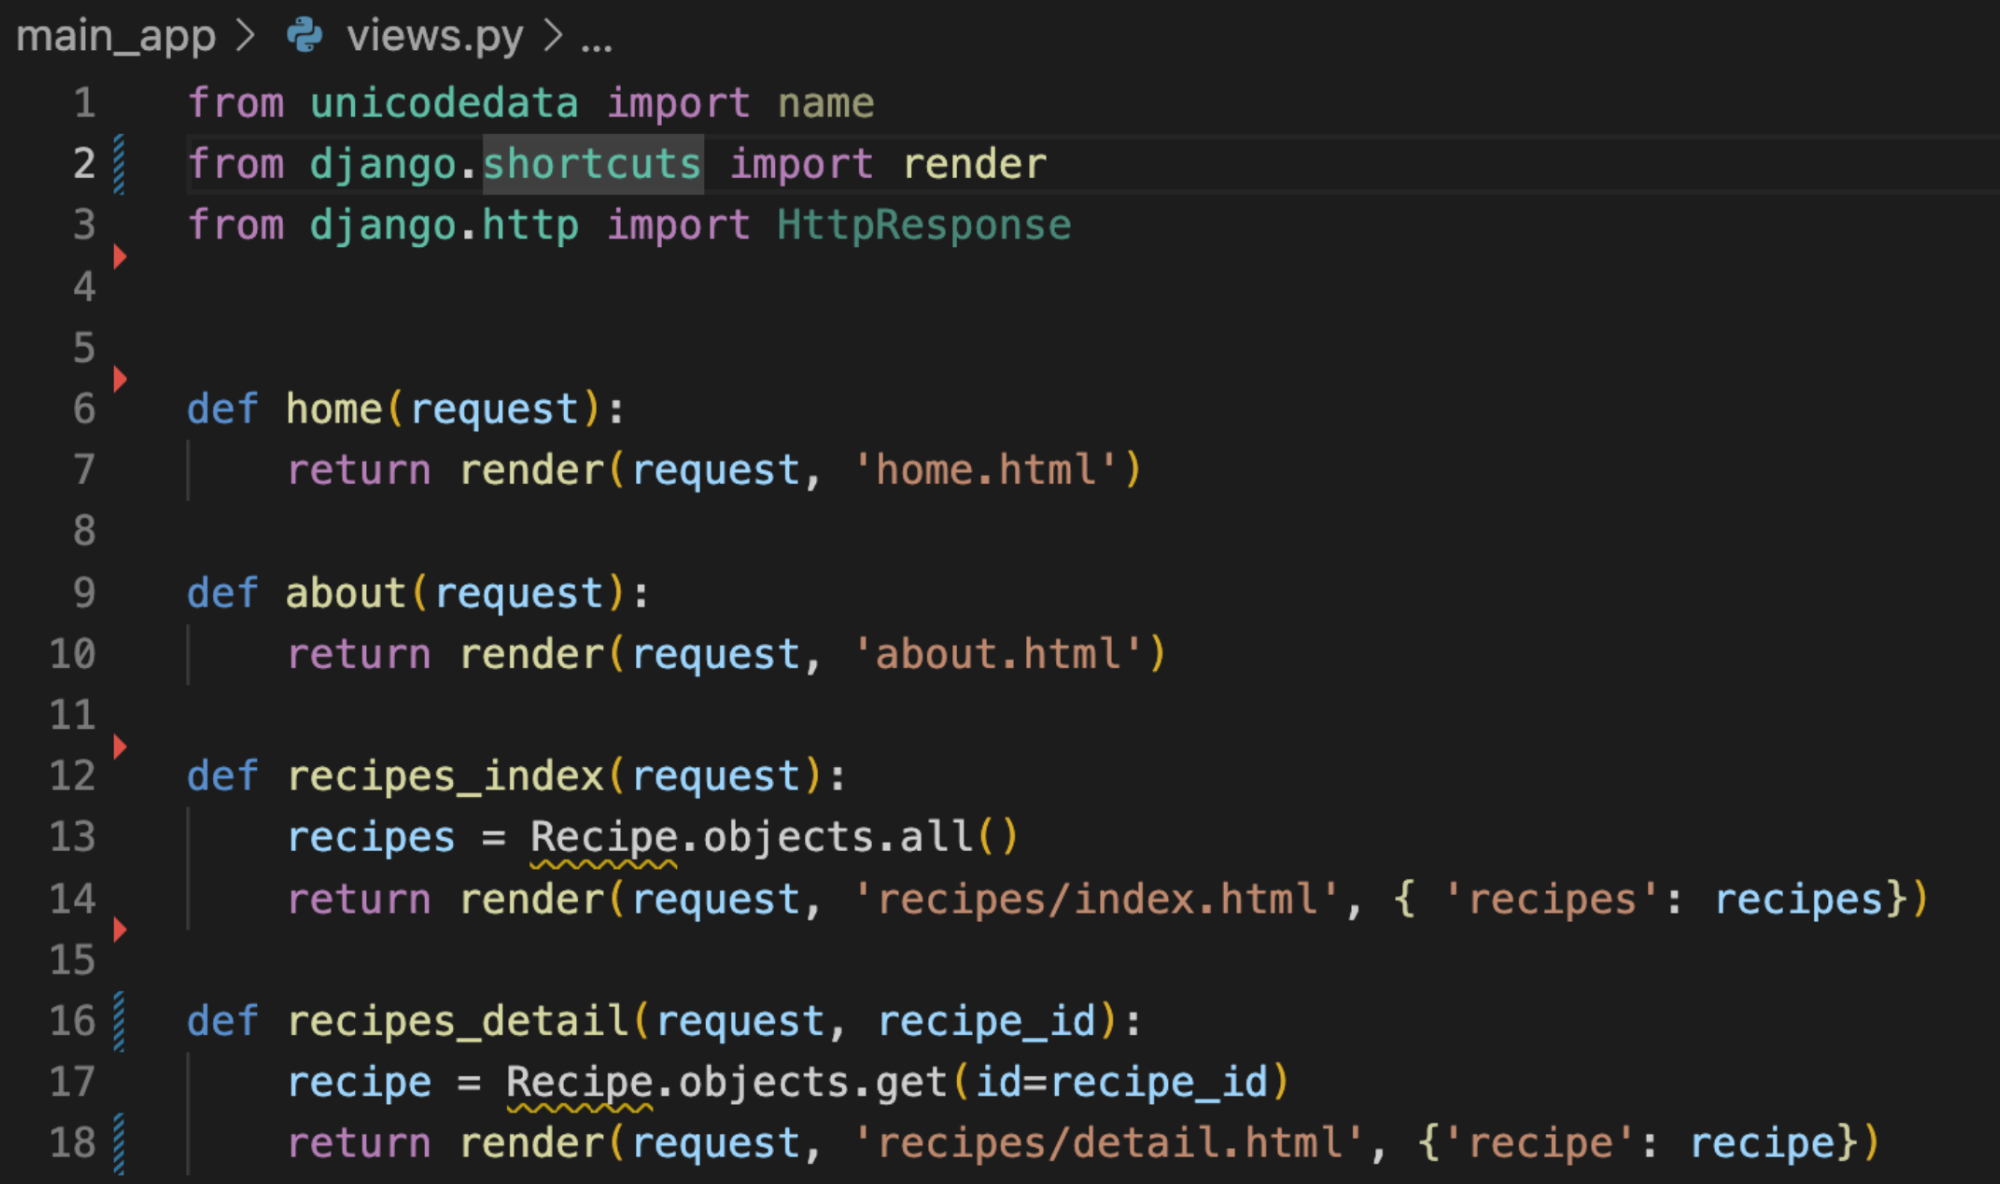 main_app > views.py > ...
1 from unicodedata import name
2 from django.shortcuts import render
3 from django.http import HttpResponse
4
5
6 def home(request):
7     return render(request, 'home.html')
8
9 def about(request):
10     return render(request, 'about.html')
11
12 def recipes_index(request):
13     recipes = Recipe.objects.all()
14     return render(request, 'recipes/index.html', { 'recipes': recipes})
15
16 def recipes_detail(request, recipe_id):
17     recipe = Recipe.objects.get(id=recipe_id)
18     return render(request, 'recipes/detail.html', {'recipe': recipe})